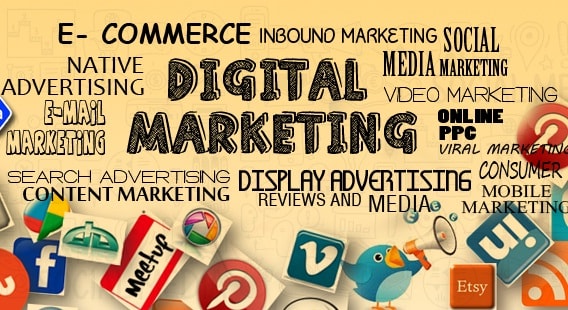 E- COMMERCE
INBOUND MARKETING
SOCIAL
MEDIA MARKETING
NATIVE
ADVERTISING
DIGITAL
MARKETING
VIDEO MARKETING
E-MAIL
MARKETING
ONLINE
PPC
VIRAL MARKETING
SEARCH ADVERTISING
CONTENT MARKETING
DISPLAY ADVERTISING
REVIEWS AND MEDIA
CONSUMER
MOBILE
MARKETING
Meetup
Etsy
in
f